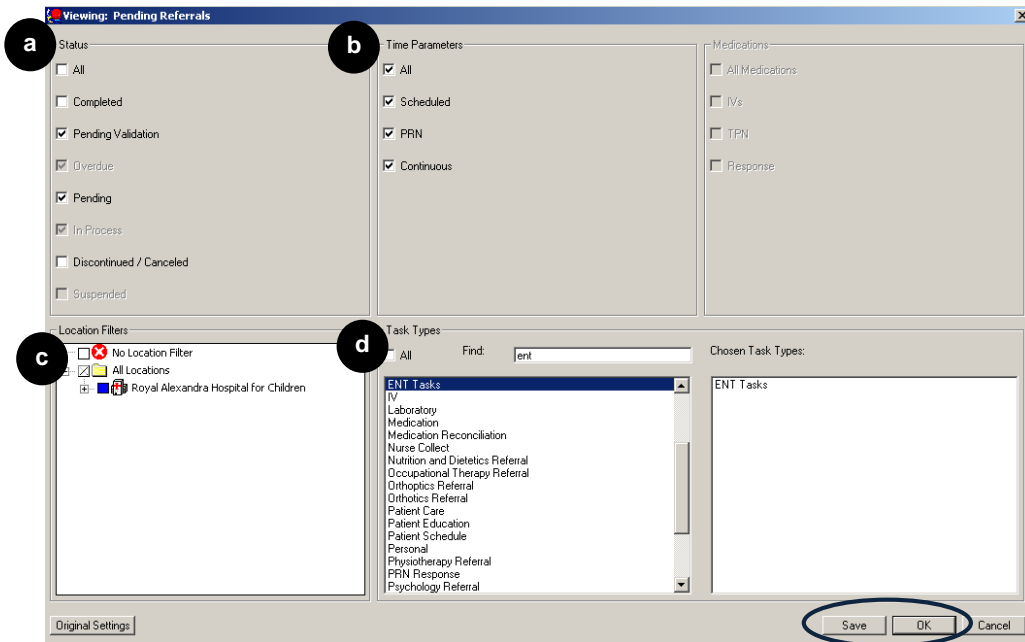 Viewing: Pending Referrals
a
Status
All
Completed
Pending Validation
Overdue
Pending
In Process
Discontinued / Canceled
Suspended
b
Time Parameters
All
Scheduled
PRN
Continuous
Medications
All Medications
IVs
TPN
Response
c
Location Filters
No Location Filter
All Locations
Royal Alexandra Hospital for Children
d
Task Types
All
Find:
ent
Chosen Task Types:
ENT Tasks
IV
Laboratory
Medication
Medication Reconciliation
Nurse Collect
Nutrition and Dietetics Referral
Occupational Therapy Referral
Orthoptics Referral
Orthotics Referral
Patient Care
Patient Education
Patient Schedule
Personal
Physiotherapy Referral
PRN Response
Psychology Referral
ENT Tasks
Original Settings
Save
OK
Cancel